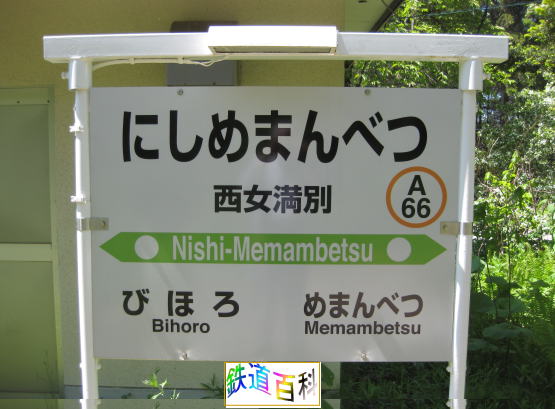 にしめまんべつ
西女満別
A
66
Nishi-Memambetsu
びほろ めまんべつ
Bihoro Memambetsu
鉄道百科